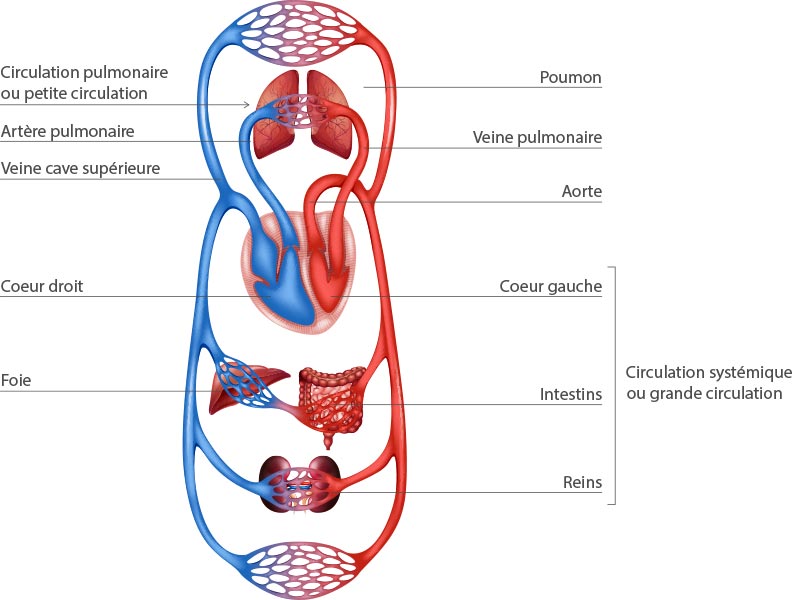 Circulation pulmonaire
ou petite circulation
Artère pulmonaire
Veine cave supérieure
Coeur droit
Foie
Poumon
Veine pulmonaire
Aorte
Coeur gauche
Intestins
Reins
Circulation systémique
ou grande circulation